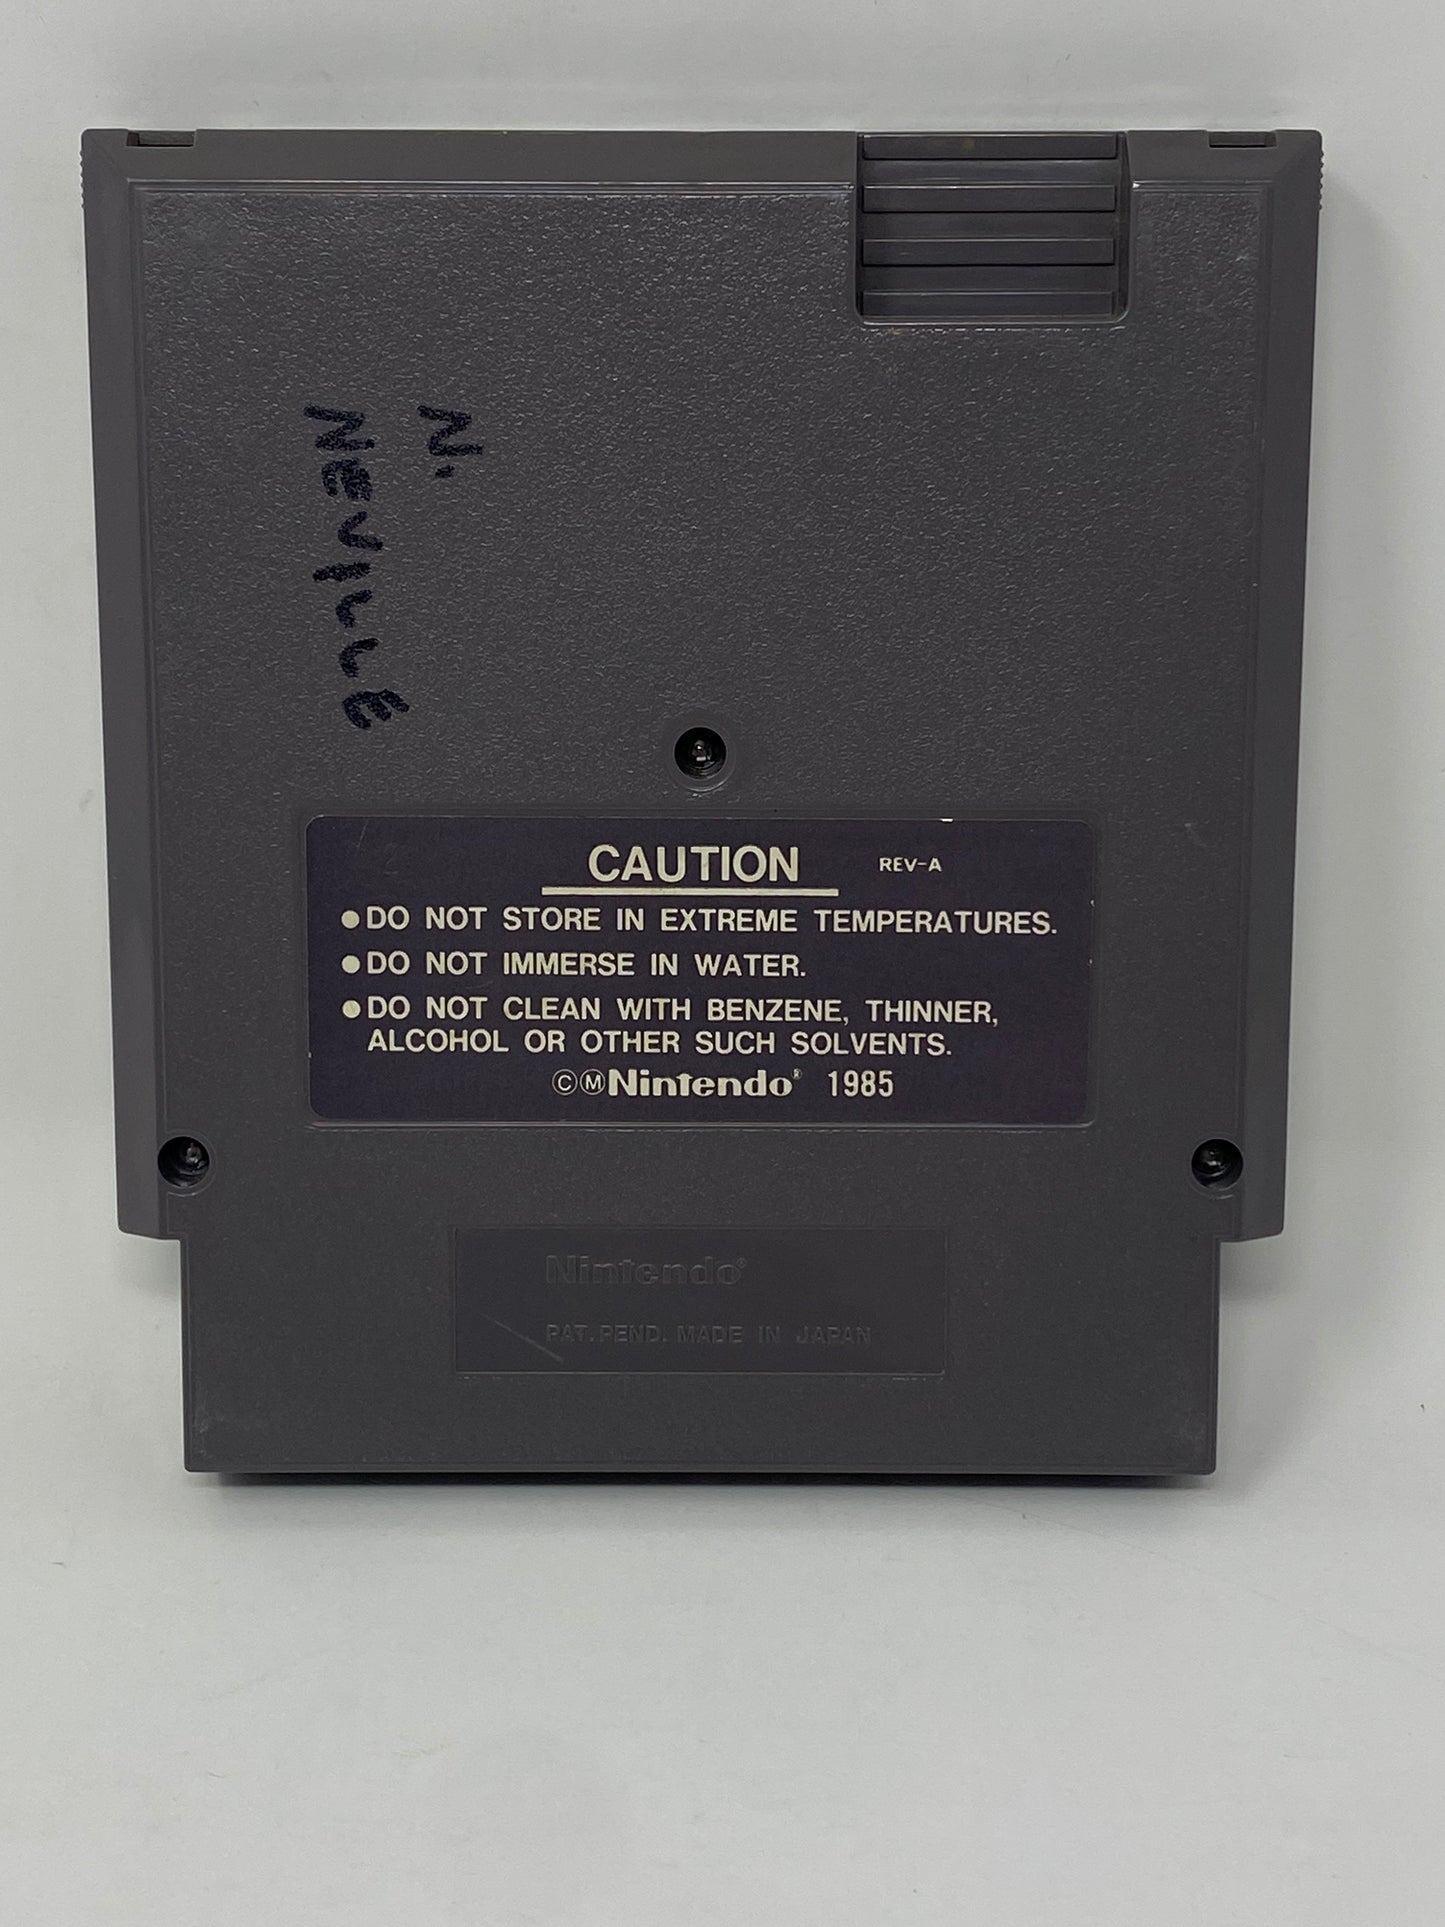 N.
NEVILLE
CAUTION REV-A
●DO NOT STORE IN EXTREME TEMPERATURES.
●DO NOT IMMERSE IN WATER.
●DO NOT CLEAN WITH BENZENE, THINNER,
ALCOHOL OR OTHER SUCH SOLVENTS.
ⒸⓂNintendo® 1985
Nintendo®
PAT. PEND. MADE IN JAPAN